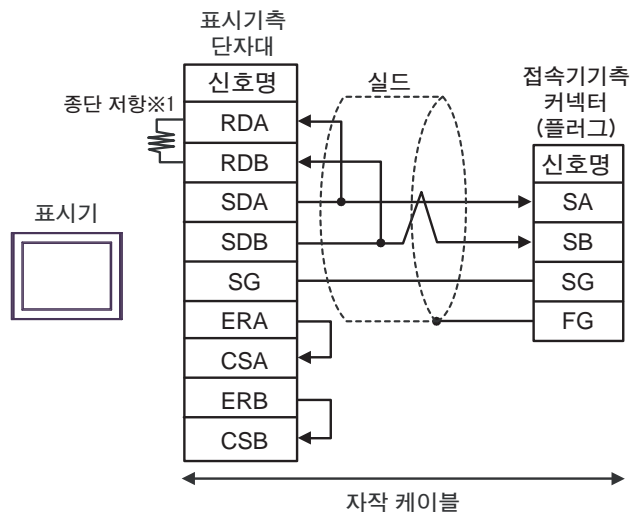 표시기측
단자대
신호명
종단 저항※1
RDA
RDB
SDA
SDB
SG
ERA
CSA
ERB
CSB
실드
접속기기측
커넥터
(플러그)
신호명
SA
SB
SG
FG
표시기
자작 케이블